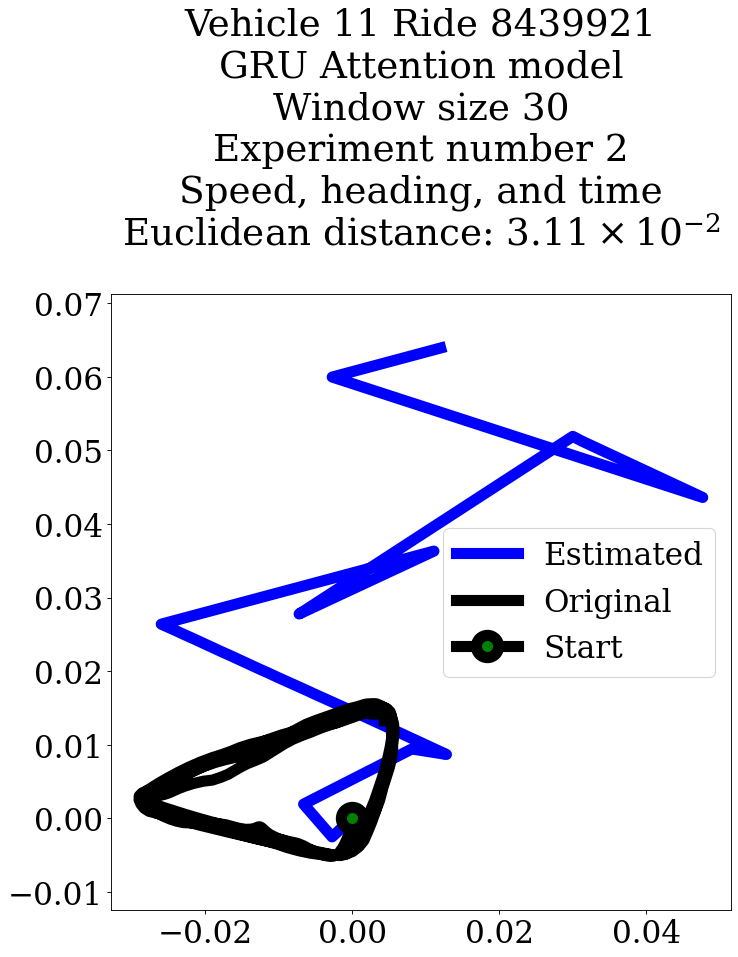 Vehicle 11 Ride 8439921
GRU Attention model
Window size 30
Experiment number 2
Speed, heading, and time
Euclidean distance: 3.11 × 10⁻²
0.07
0.06
0.05
0.04
0.03
0.02
0.01
0.00
−0.01
Estimated
Original
Start
−0.02 0.00 0.02 0.04